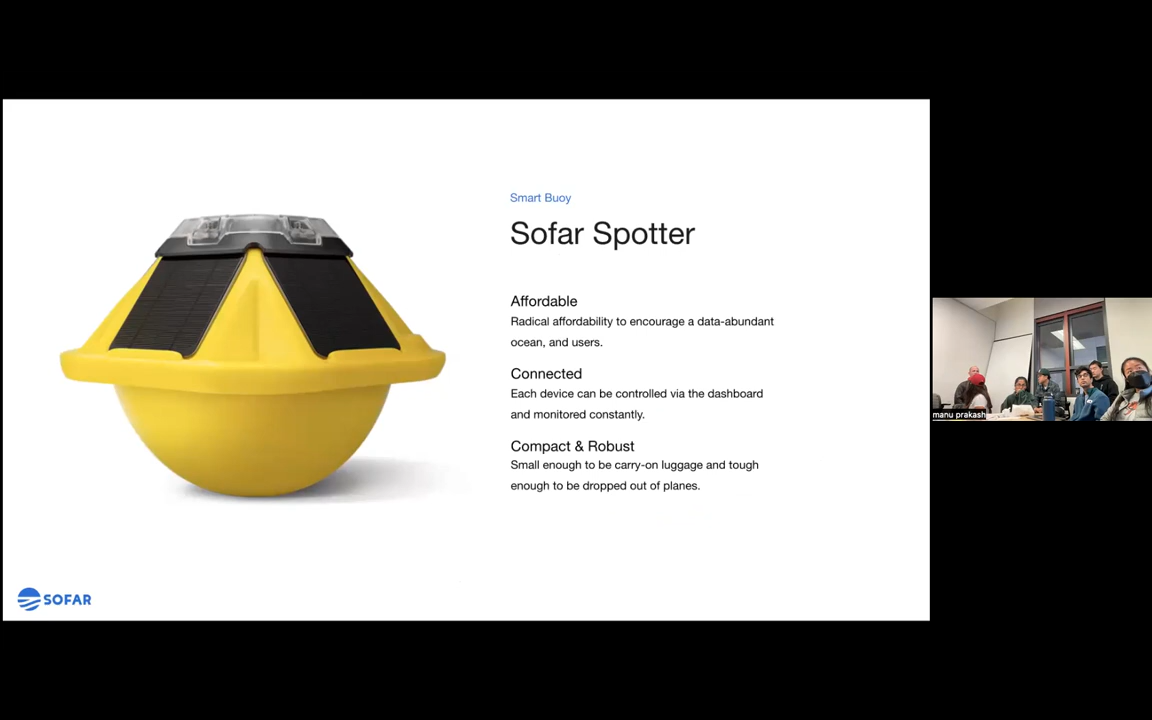 Smart Buoy
Sofar Spotter
Affordable
Radical affordability to encourage a data-abundant
ocean, and users.
Connected
Each device can be controlled via the dashboard
and monitored constantly.
Compact & Robust
Small enough to be carry-on luggage and tough
enough to be dropped out of planes.
SOFAR
manu prakash